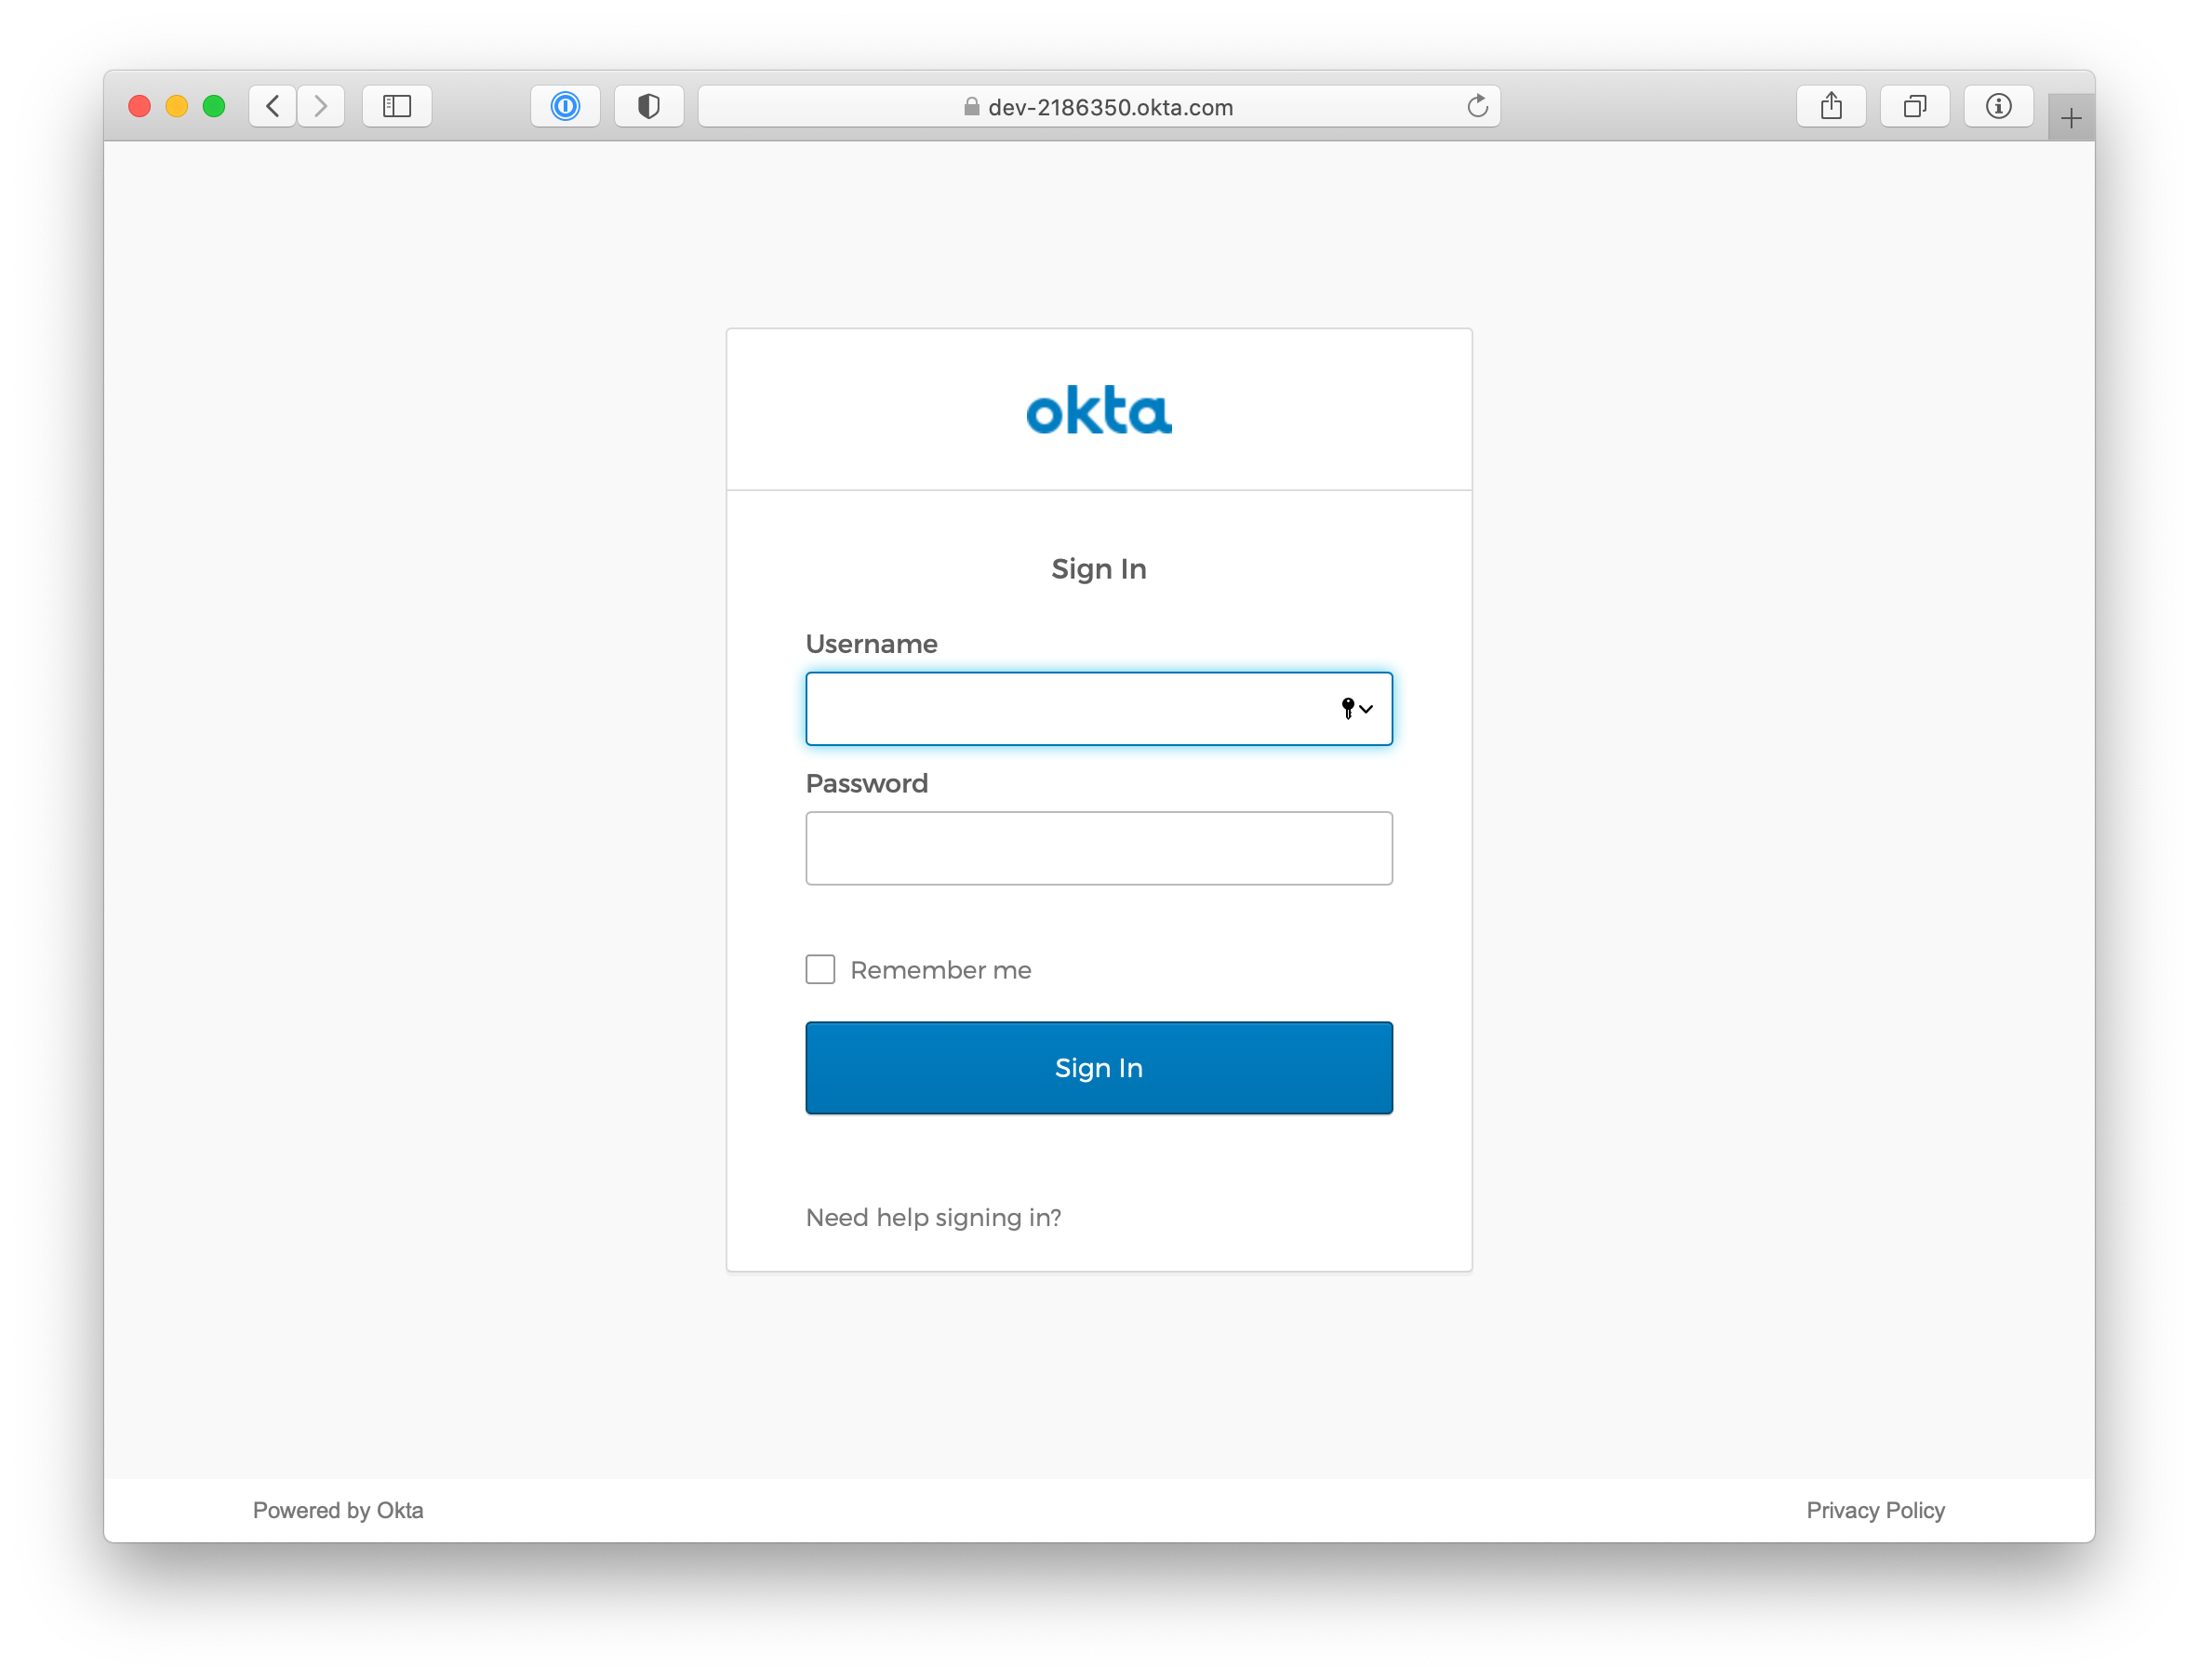 dev-2186350.okta.com
okta
Sign In
Username
Password
Remember me
Sign In
Need help signing in?
Powered by Okta
Privacy Policy